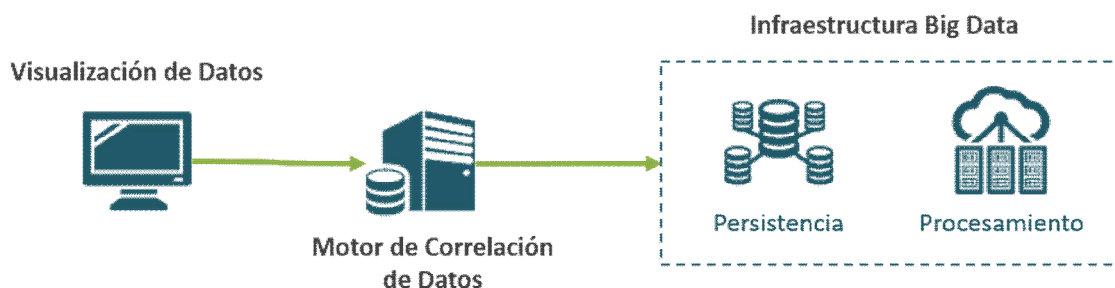 Infraestructura Big Data
Visualización de Datos
Motor de Correlación
de Datos
Persistencia
Procesamiento